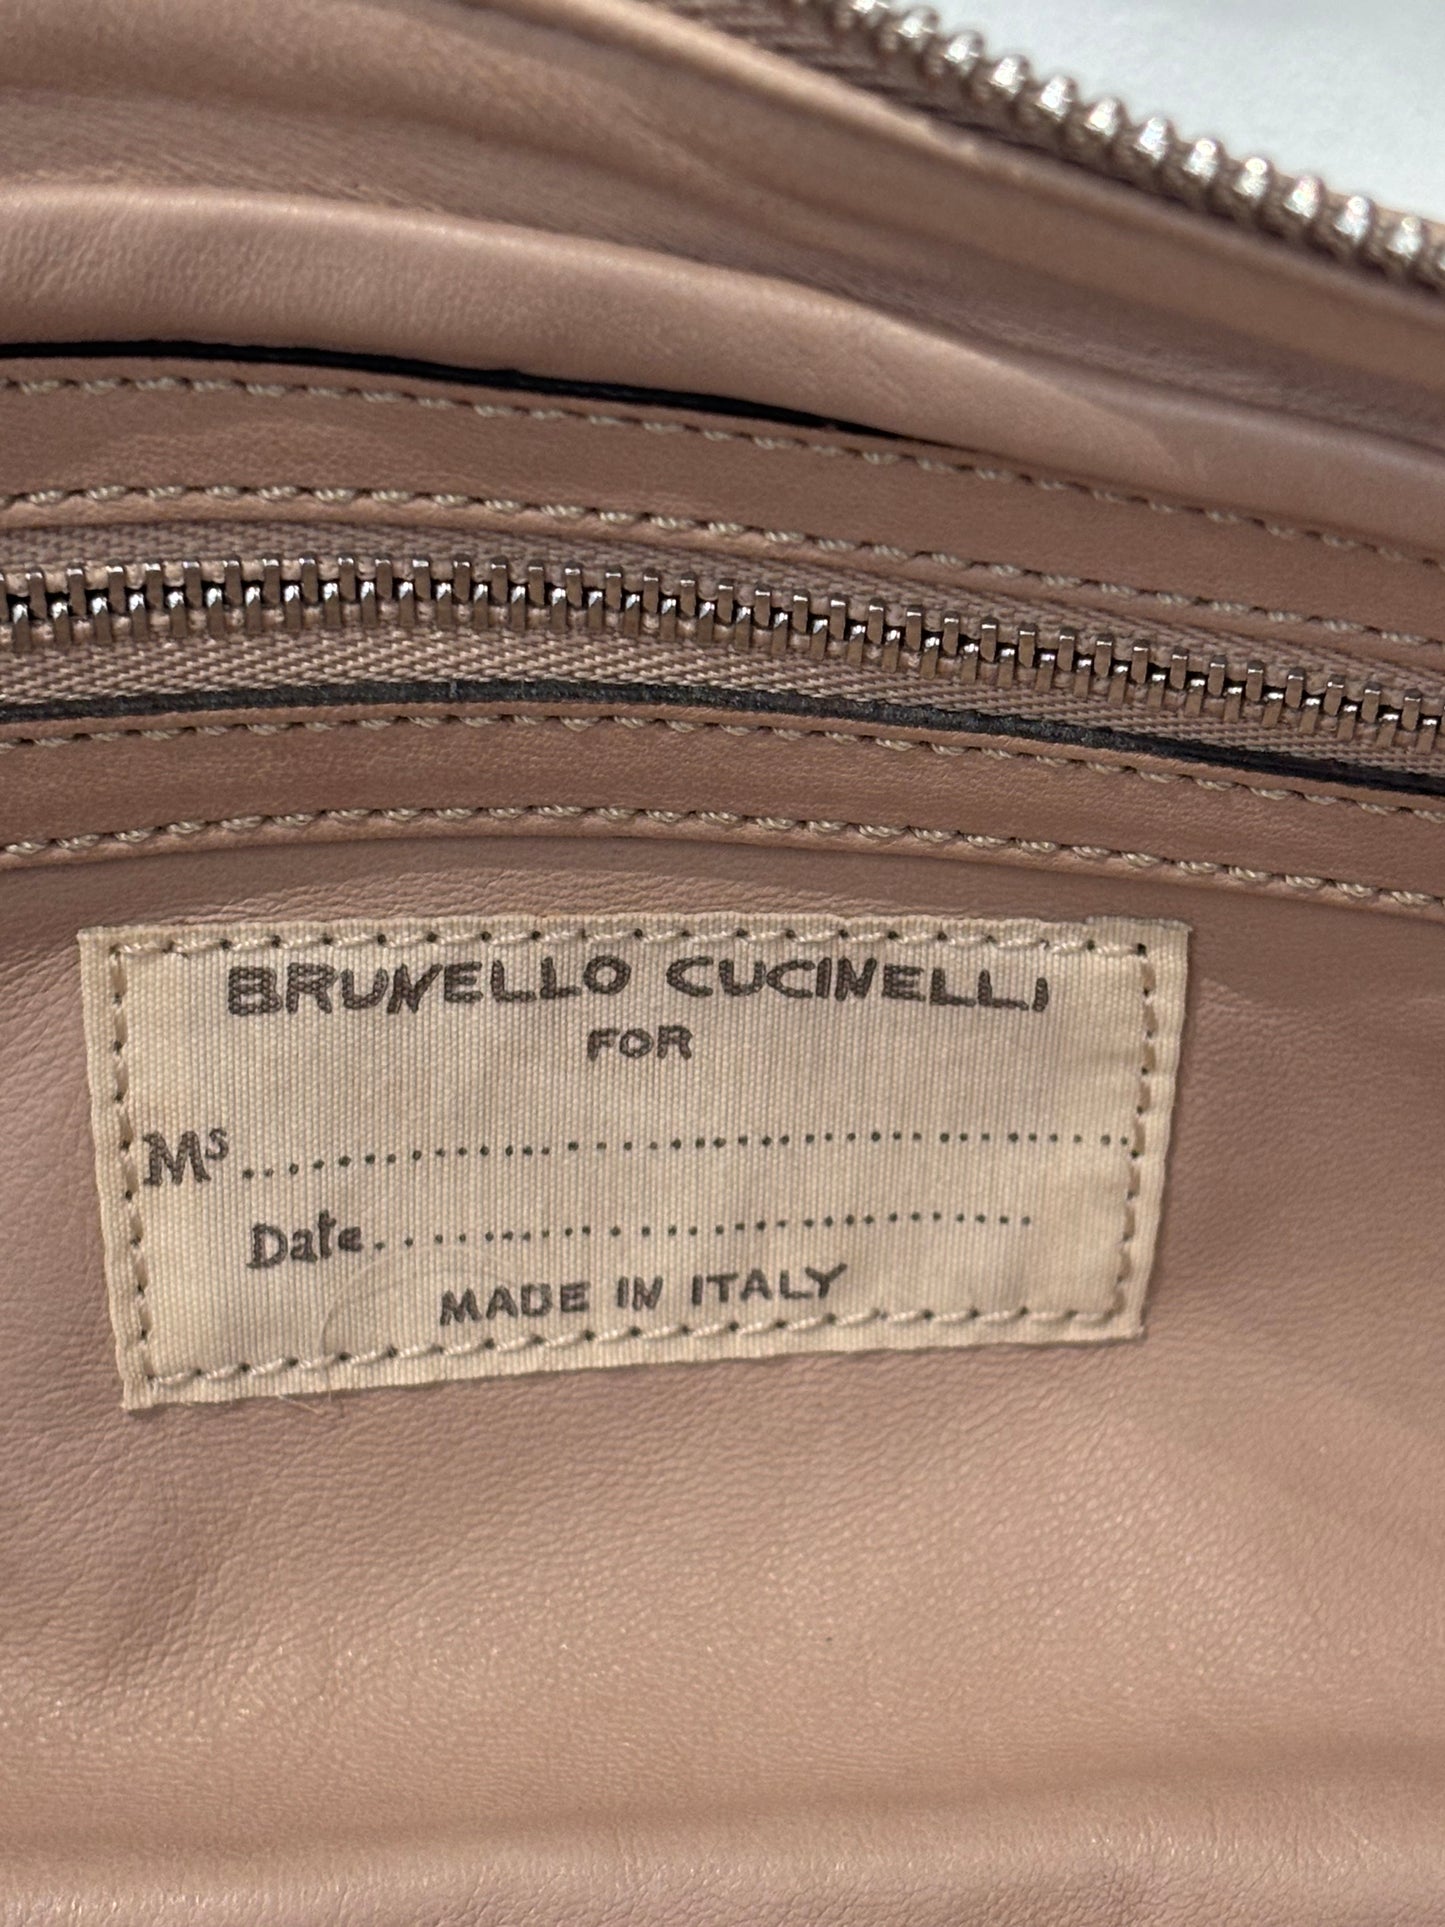 BRUNELLO CUCINELLI
FOR
Ms........................................
Date..............................
MADE IN ITALY